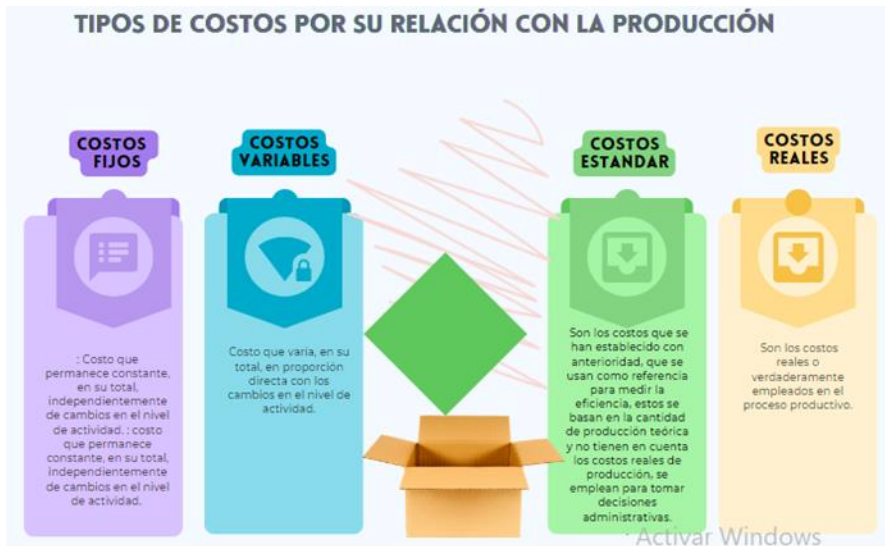 TIPOS DE COSTOS POR SU RELACIÓN CON LA PRODUCCIÓN
COSTOS
FIJOS
: Costo que
permanece constante,
en su total,
independientemente
de cambios en el nivel
de actividad. : costo
que permanece
constante, en su total,
independientemente
de cambios en el nivel
de actividad.
COSTOS
VARIABLES
Costo que varía, en su
total, en proporción
directa con los
cambios en el nivel de
actividad.
COSTOS
ESTANDAR
Son los costos que se
han establecido con
anterioridad, que se
usan como referencia
para medir la
eficiencia, estos se
basan en la cantidad
de producción teórica
y no tienen en cuenta
los costos reales de
producción, se
emplean para tomar
decisiones
administrativas.
COSTOS
REALES
Son los costos
reales o
verdaderamente
empleados en el
proceso productivo.
Activar Windows